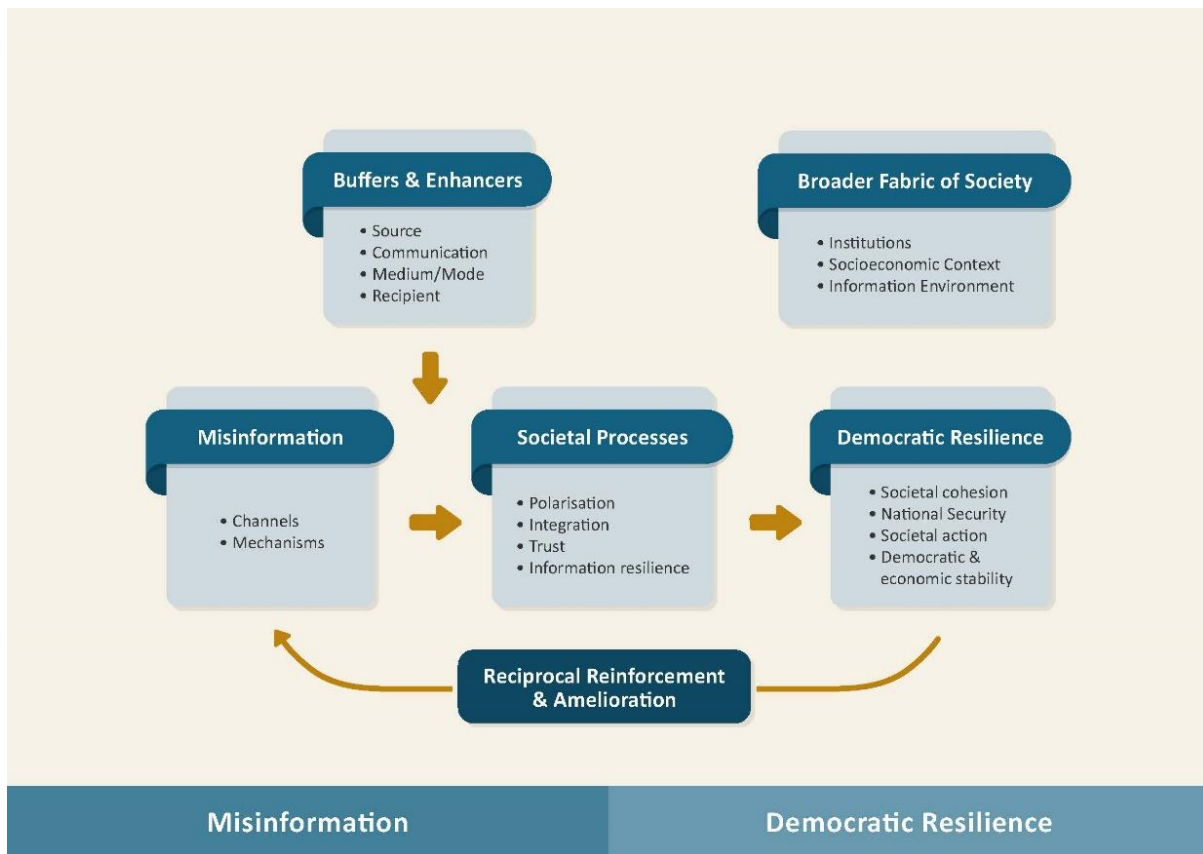 Buffers & Enhancers
• Source
• Communication
• Medium/Mode
• Recipient
Broader Fabric of Society
• Institutions
• Socioeconomic Context
• Information Environment
Misinformation
• Channels
• Mechanisms
Societal Processes
• Polarisation
• Integration
• Trust
• Information resilience
Democratic Resilience
• Societal cohesion
• National Security
• Societal action
• Democratic &
economic stability
Reciprocal Reinforcement
& Amelioration
Misinformation
Democratic Resilience